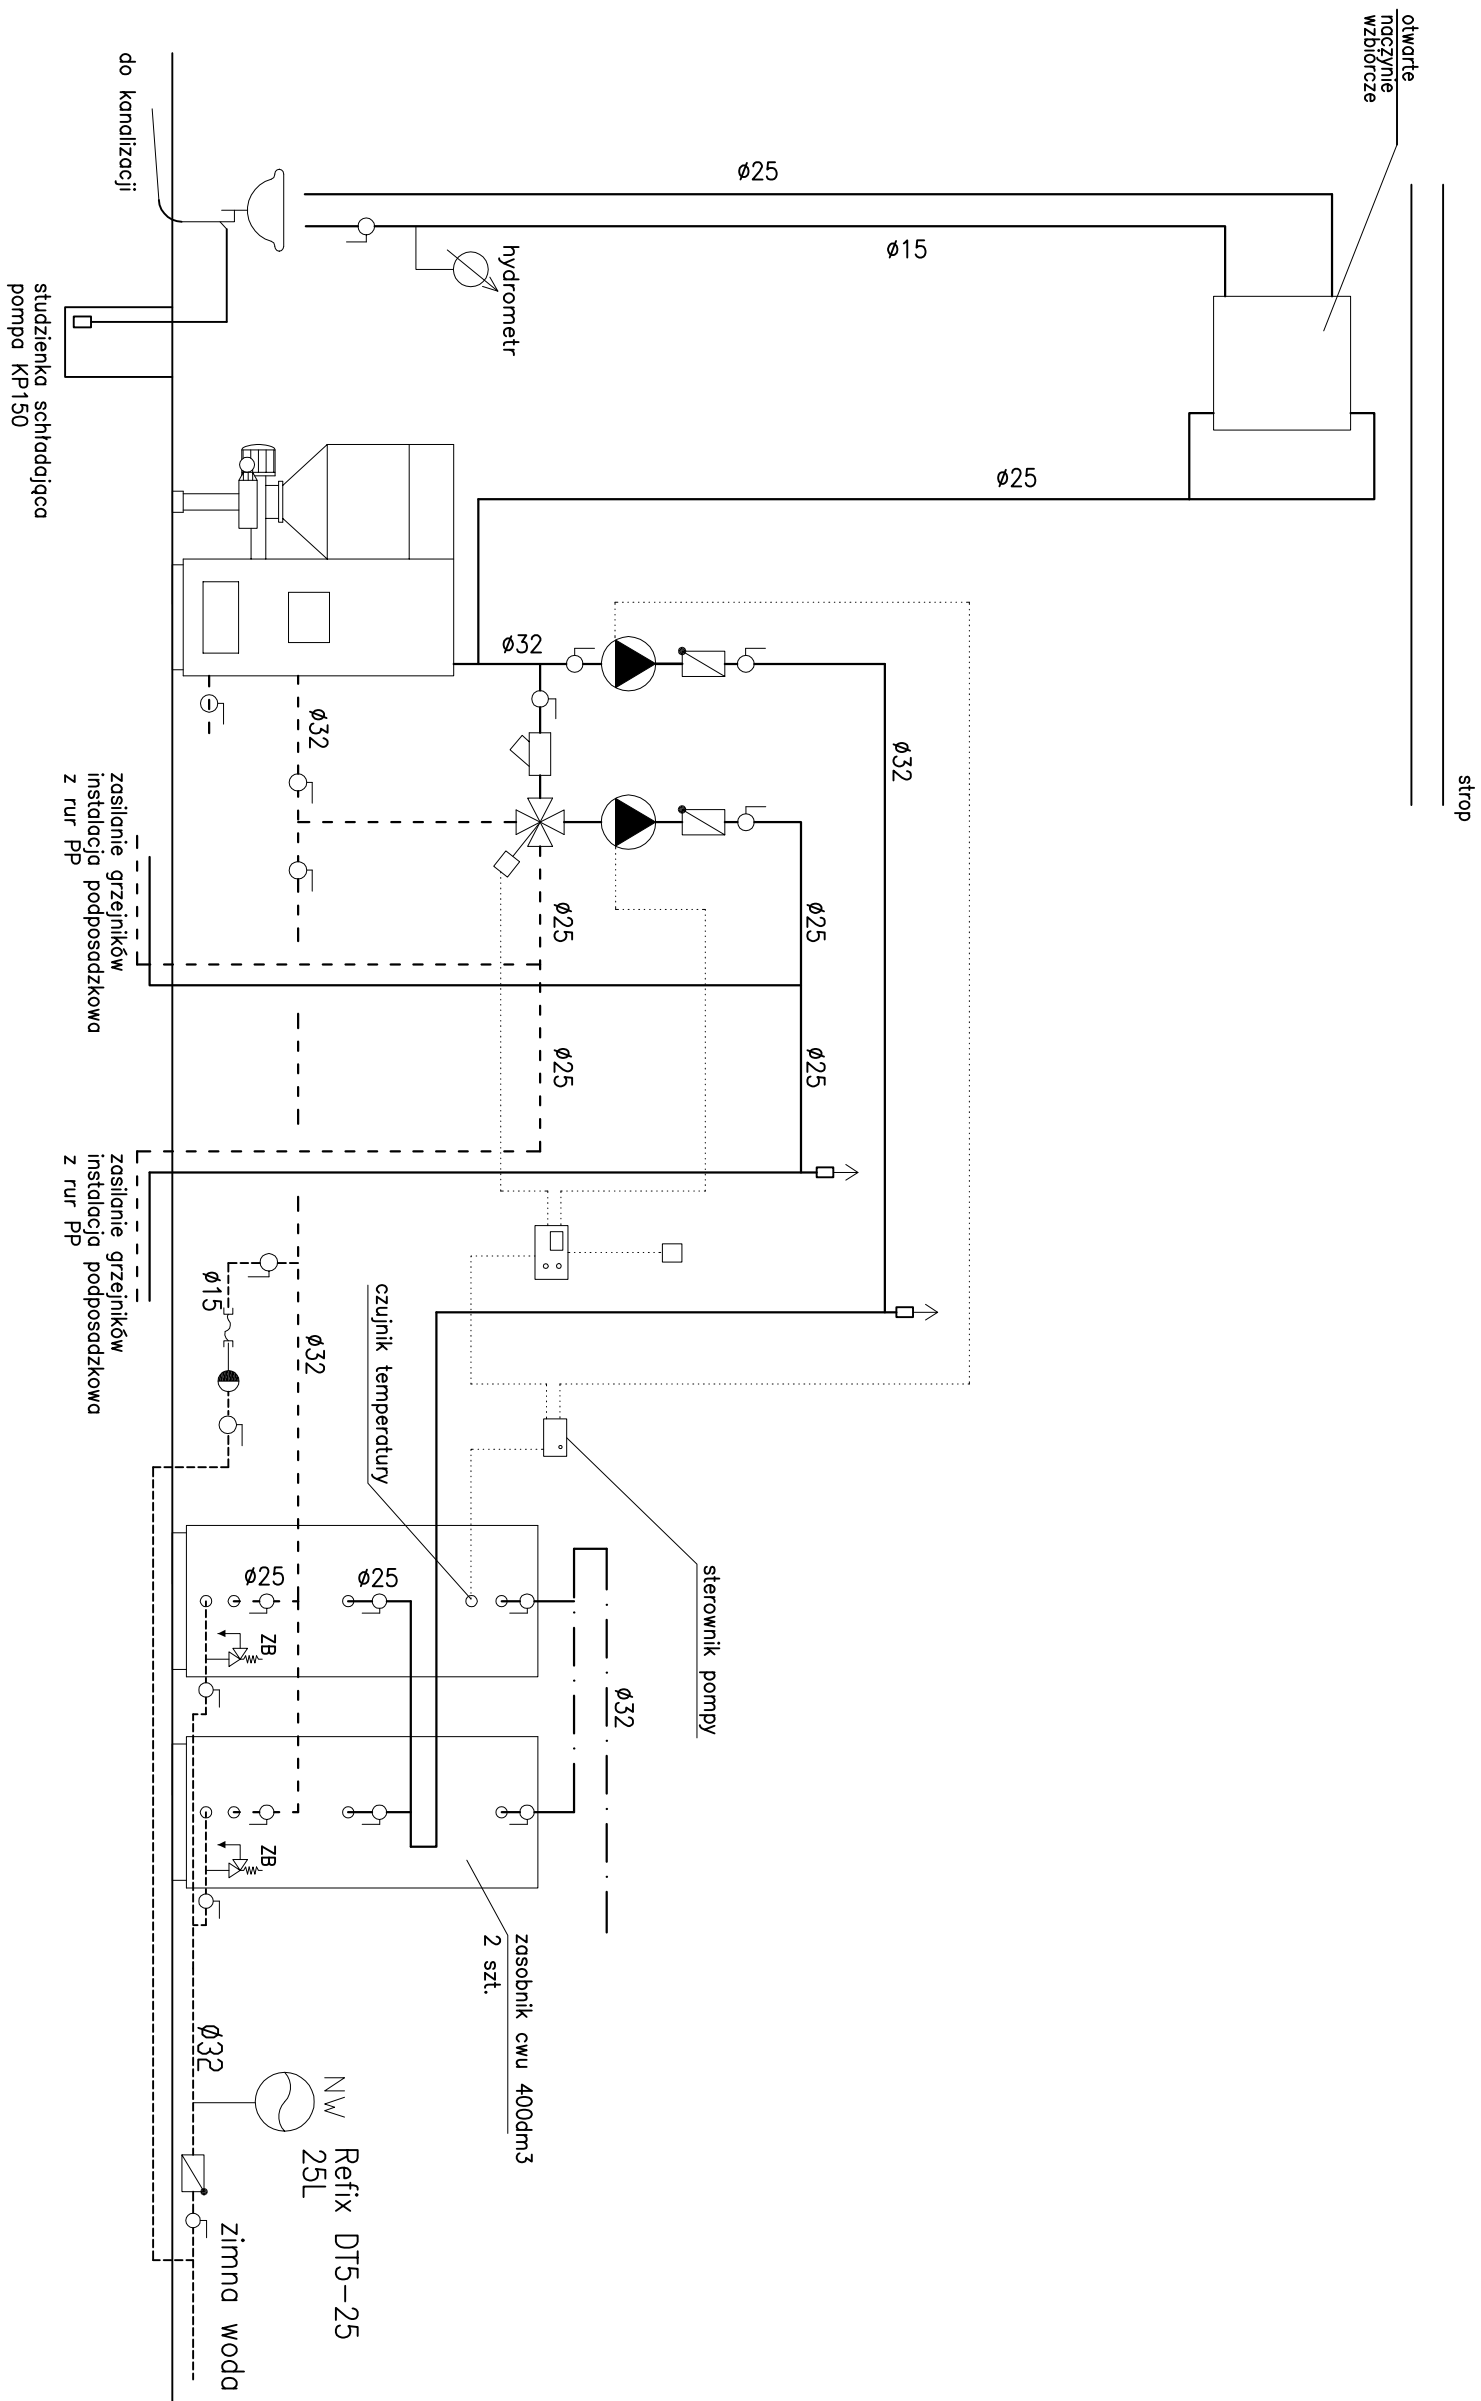 otwarte
naczynie
wzbiorcze
strop
ø25
ø15
hydrometr
do kanalizacji
studzienka schładająca
pompa KP150
ø25
ø32
ø32
ø32
zasilanie grzejników
instalacja podposadzkowa
z rur PP
ø25
ø25
ø25
ø25
zasilanie grzejników
instalacja podposadzkowa
z rur PP
ø15
ø32
czujnik temperatury
sterownik pompy
ø25
ø25
ZB
ø32
ZB
zasobnik cwu 400dm3
2 szt.
ø32
NW
Refix DT5-25
25L
zimna woda